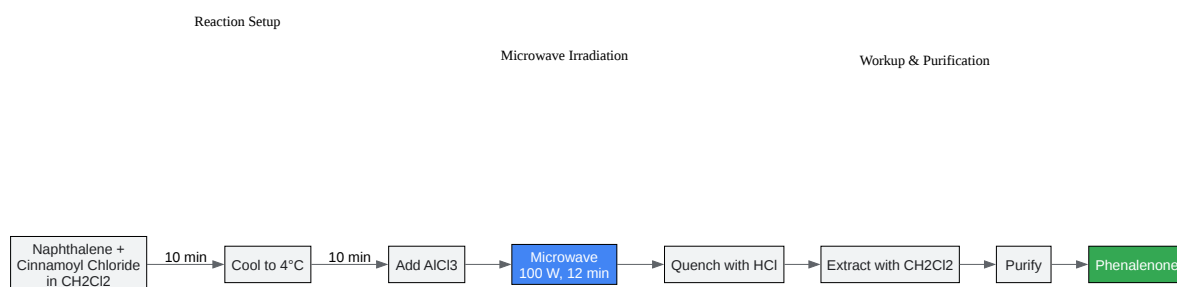 Reaction Setup
Microwave Irradiation
Workup & Purification
Naphthalene +
Cinnamoyl Chloride
in CH2Cl2
10 min
Cool to 4°C
10 min
Add AlCl3
Microwave
100 W, 12 min
Quench with HCl
Extract with CH2Cl2
Purify
Phenalenone